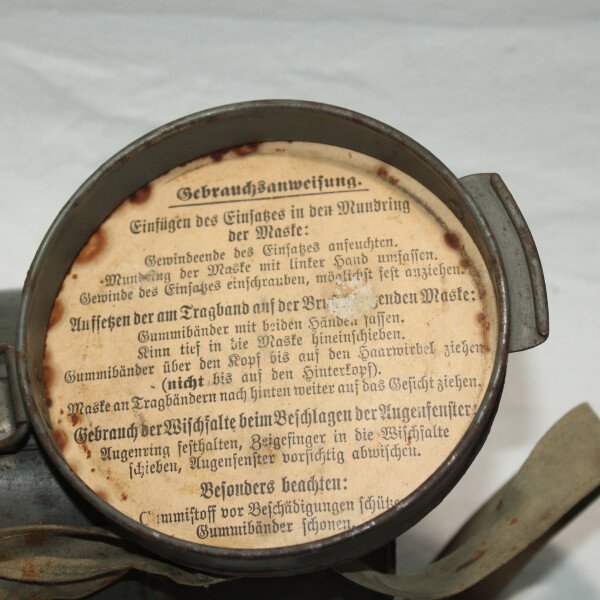 Gebrauchsanweisung.
Einfügen des Einsatzes in den Mundring
der Maske:
Gewindeende des Einsatzes anfeuchten.
Mundring der Maske mit linker Hand umfassen.
Gewinde des Einsatzes einschrauben, möglichst fest anziehen.
Aufsetzen der am Tragband auf der Maske:
Gummibänder mit beiden Händen fassen.
Kinn tief in die Maske hineinschieben.
Gummibänder über den Kopf bis auf den Haarwirbel ziehen
(nicht bis auf den Hinterkopf).
Maske an Tragbändern nach hinten weiter auf das Gesicht ziehen.
Gebrauch der Wischfalte beim Beschlagen der Augenfenster:
Augenring festhalten, Zeigefinger in die Wischfalte
schieben, Augenfenster vorsichtig abwischen.
Besonders beachten:
vor Beschädigungen
Gummibänder schonen.